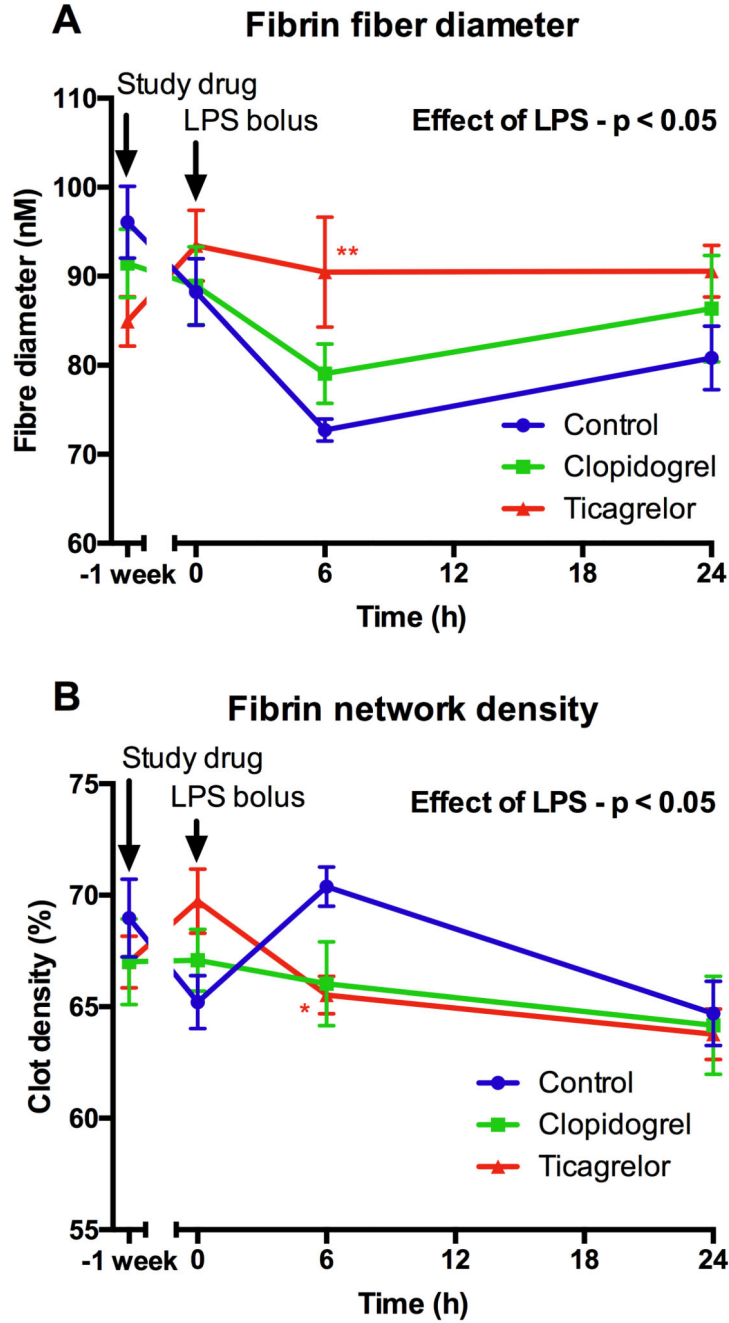 A
Fibrin fiber diameter
Study drug
LPS bolus
Effect of LPS - p < 0.05
Fibre diameter (nM)
110
100
90
80
70
60
**
Control
Clopidogrel
Ticagrelor
-1 week 0 6 12 18 24
Time (h)
B
Fibrin network density
Study drug
LPS bolus
Effect of LPS - p < 0.05
Clot density (%)
75
70
65
60
55
*
Control
Clopidogrel
Ticagrelor
-1 week 0 6 12 18 24
Time (h)